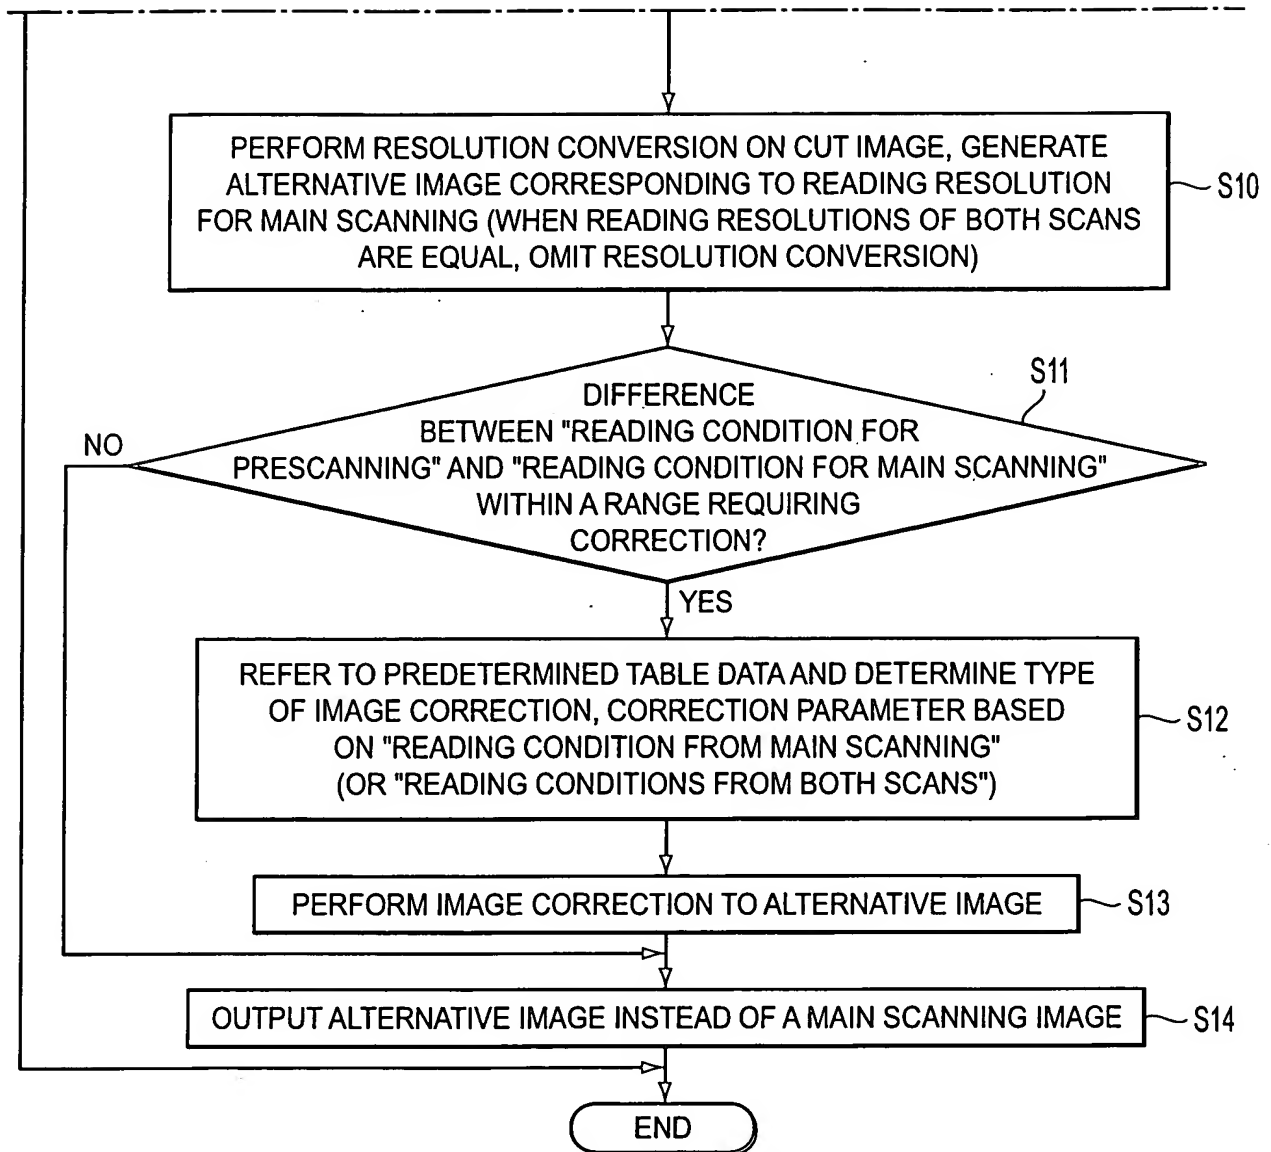 PERFORM RESOLUTION CONVERSION ON CUT IMAGE, GENERATE
ALTERNATIVE IMAGE CORRESPONDING TO READING RESOLUTION
FOR MAIN SCANNING (WHEN READING RESOLUTIONS OF BOTH SCANS
ARE EQUAL, OMIT RESOLUTION CONVERSION)
S10
S11
DIFFERENCE
BETWEEN "READING CONDITION FOR
PRESCANNING" AND "READING CONDITION FOR MAIN SCANNING"
WITHIN A RANGE REQUIRING
CORRECTION?
NO
YES
REFER TO PREDETERMINED TABLE DATA AND DETERMINE TYPE
OF IMAGE CORRECTION, CORRECTION PARAMETER BASED
ON "READING CONDITION FROM MAIN SCANNING"
(OR "READING CONDITIONS FROM BOTH SCANS")
S12
PERFORM IMAGE CORRECTION TO ALTERNATIVE IMAGE
S13
OUTPUT ALTERNATIVE IMAGE INSTEAD OF A MAIN SCANNING IMAGE
S14
END